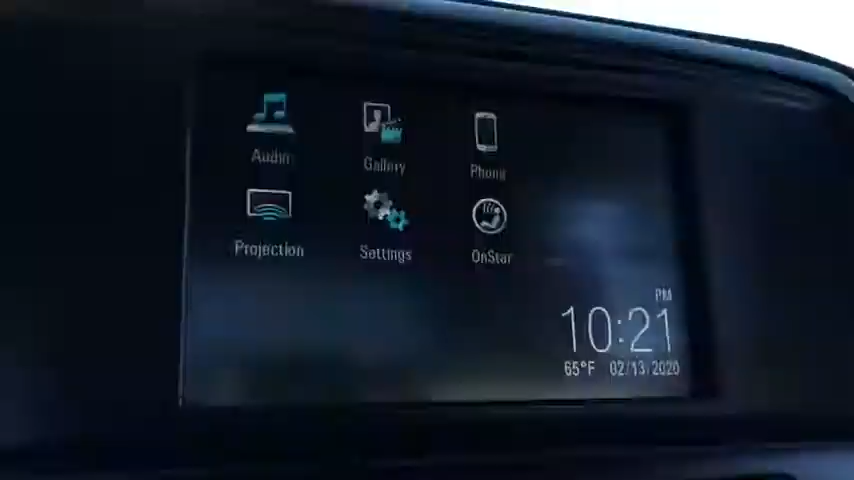 Audio
Gallery
Phone
Projection
Settings
OnStar
PM
10:21
65°F 02/13/2020